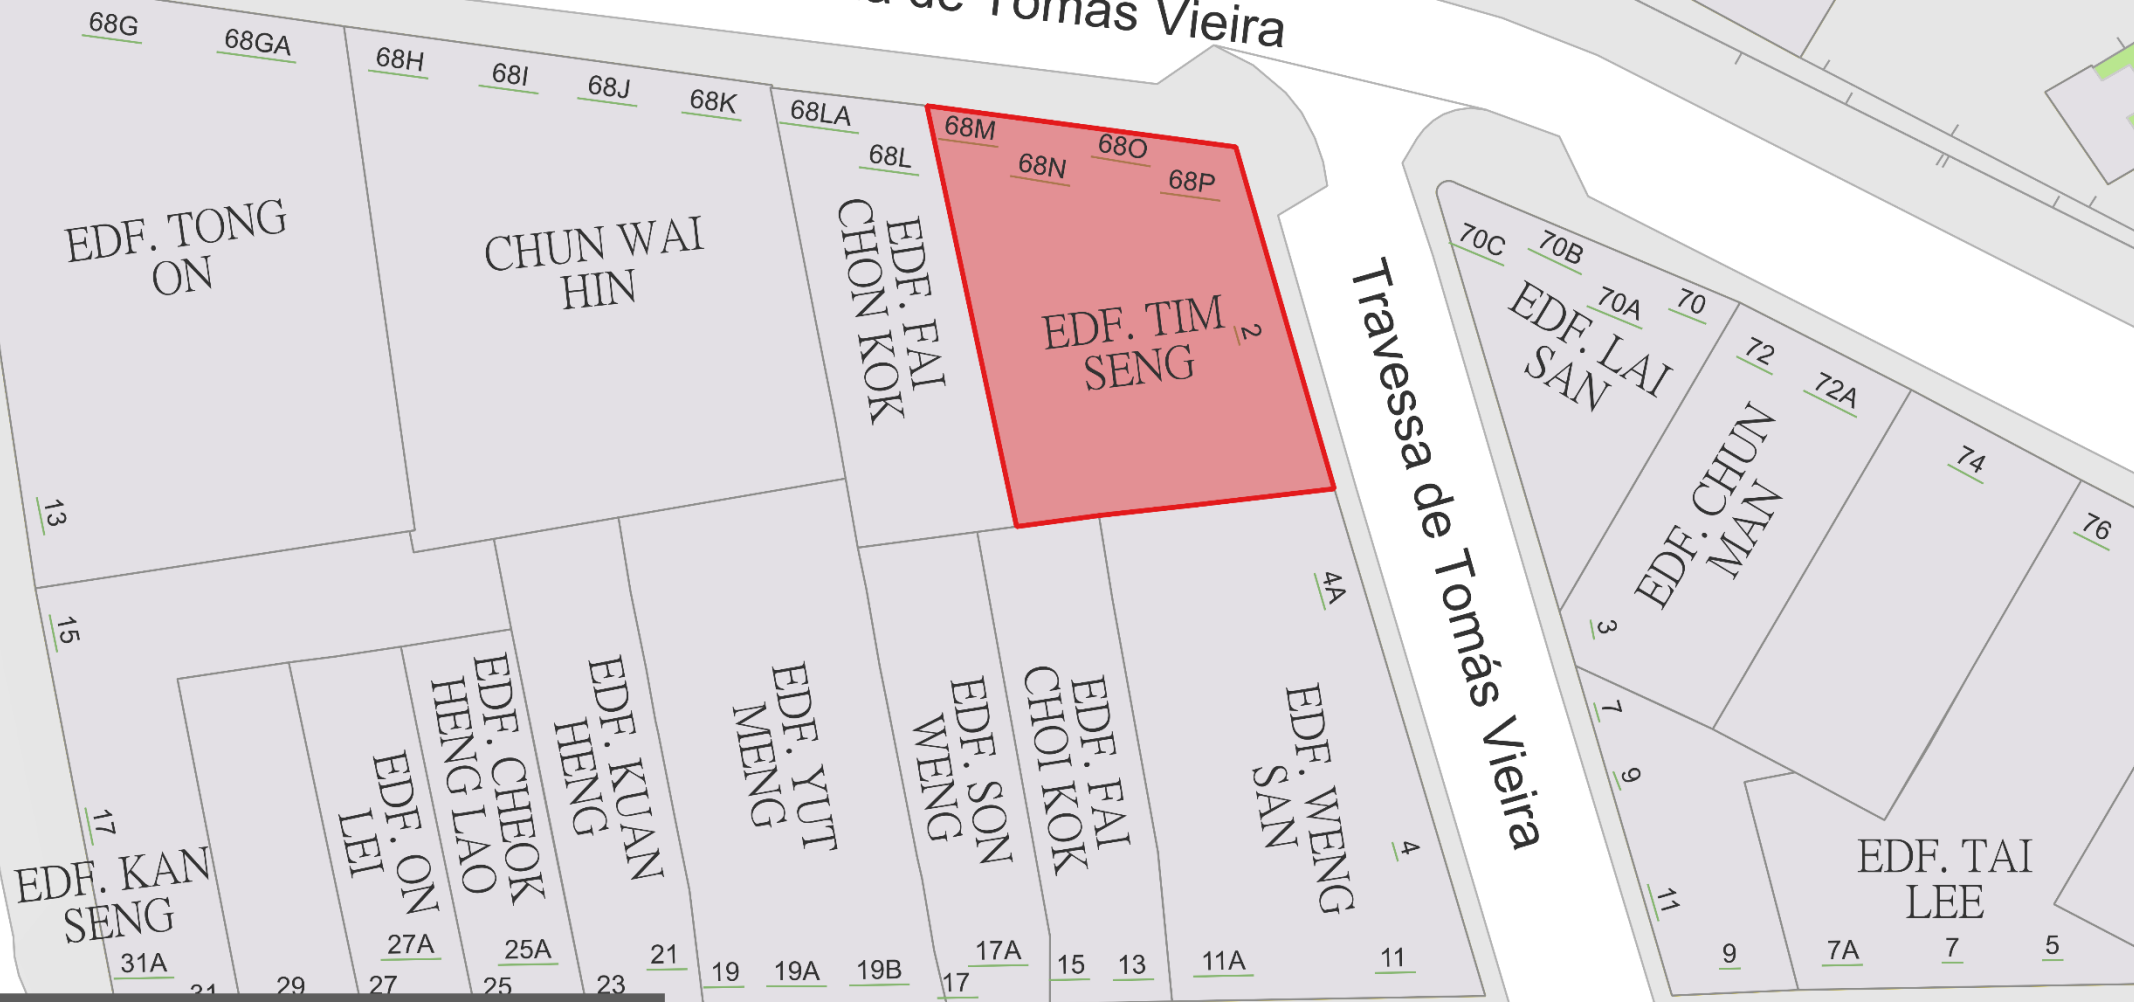 a de Tomás Vieira
68G
68GA
68H
68I
68J
68K
68LA
68L
68M
68N
68O
68P
EDF. TONG
ON
CHUN WAI
HIN
EDF. FAI
CHON KOK
EDF. TIM
SENG
2
Travessa de Tomás Vieira
70C
70B
70A
70
EDF. LAI
SAN
72
72A
EDF. CHUN
MAN
74
76
13
15
17
4A
4
3
7
9
11
EDF. KAN
SENG
EDF. ON
LEI
EDF. CHEOK
HENG LAO
EDF. KUAN
HENG
EDF. YUT
MENG
EDF. SON
WENG
EDF. FAI
CHOI KOK
EDF. WENG
SAN
EDF. TAI
LEE
31A
31
29
27A
27
25A
25
23
21
19
19A
19B
17A
17
15
13
11A
11
9
7A
7
5